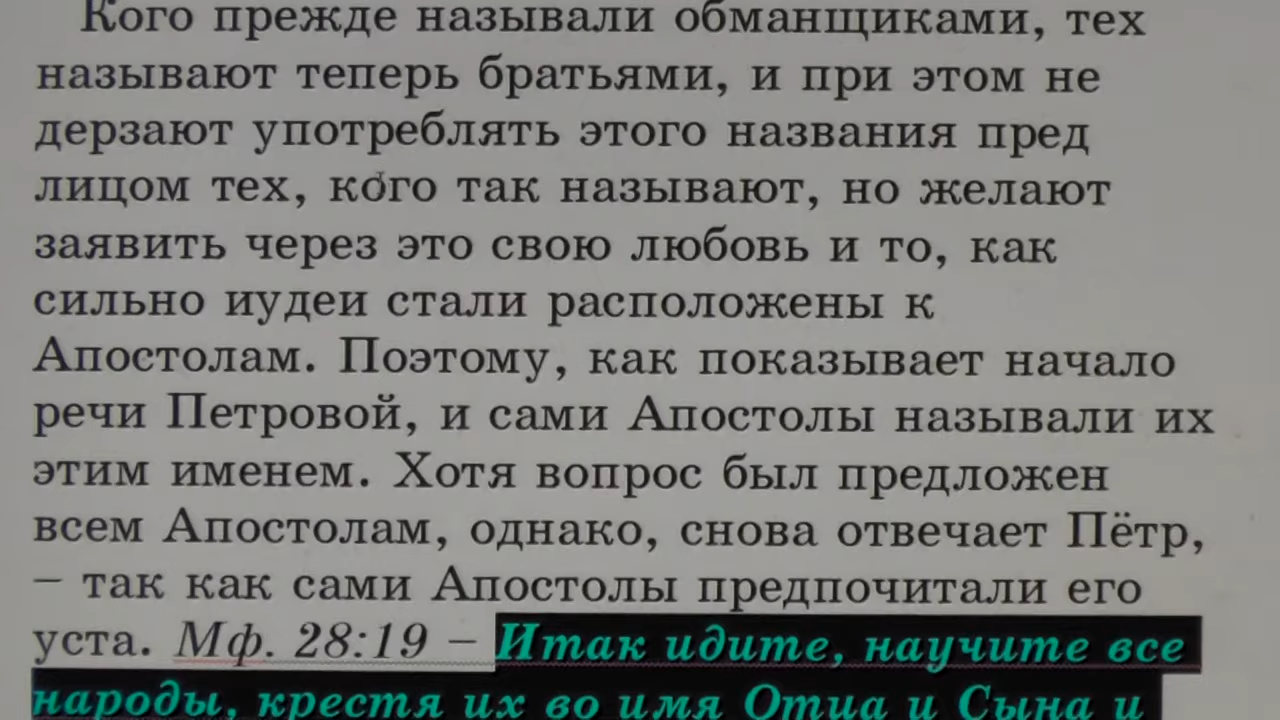 Кого прежде называли обманщиками, тех
называют теперь братьями, и при этом не
дерзают употреблять этого названия пред
лицом тех, кого так называют, но желают
заявить через это свою любовь и то, как
сильно иудеи стали расположены к
Апостолам. Поэтому, как показывает начало
речи Петровой, и сами Апостолы называли их
этим именем. Хотя вопрос был предложен
всем Апостолам, однако, снова отвечает Пётр,
– так как сами Апостолы предпочитали его
уста. Мф. 28:19 – Итак идите, научите все
народы, крестя их во имя Отца и Сына и